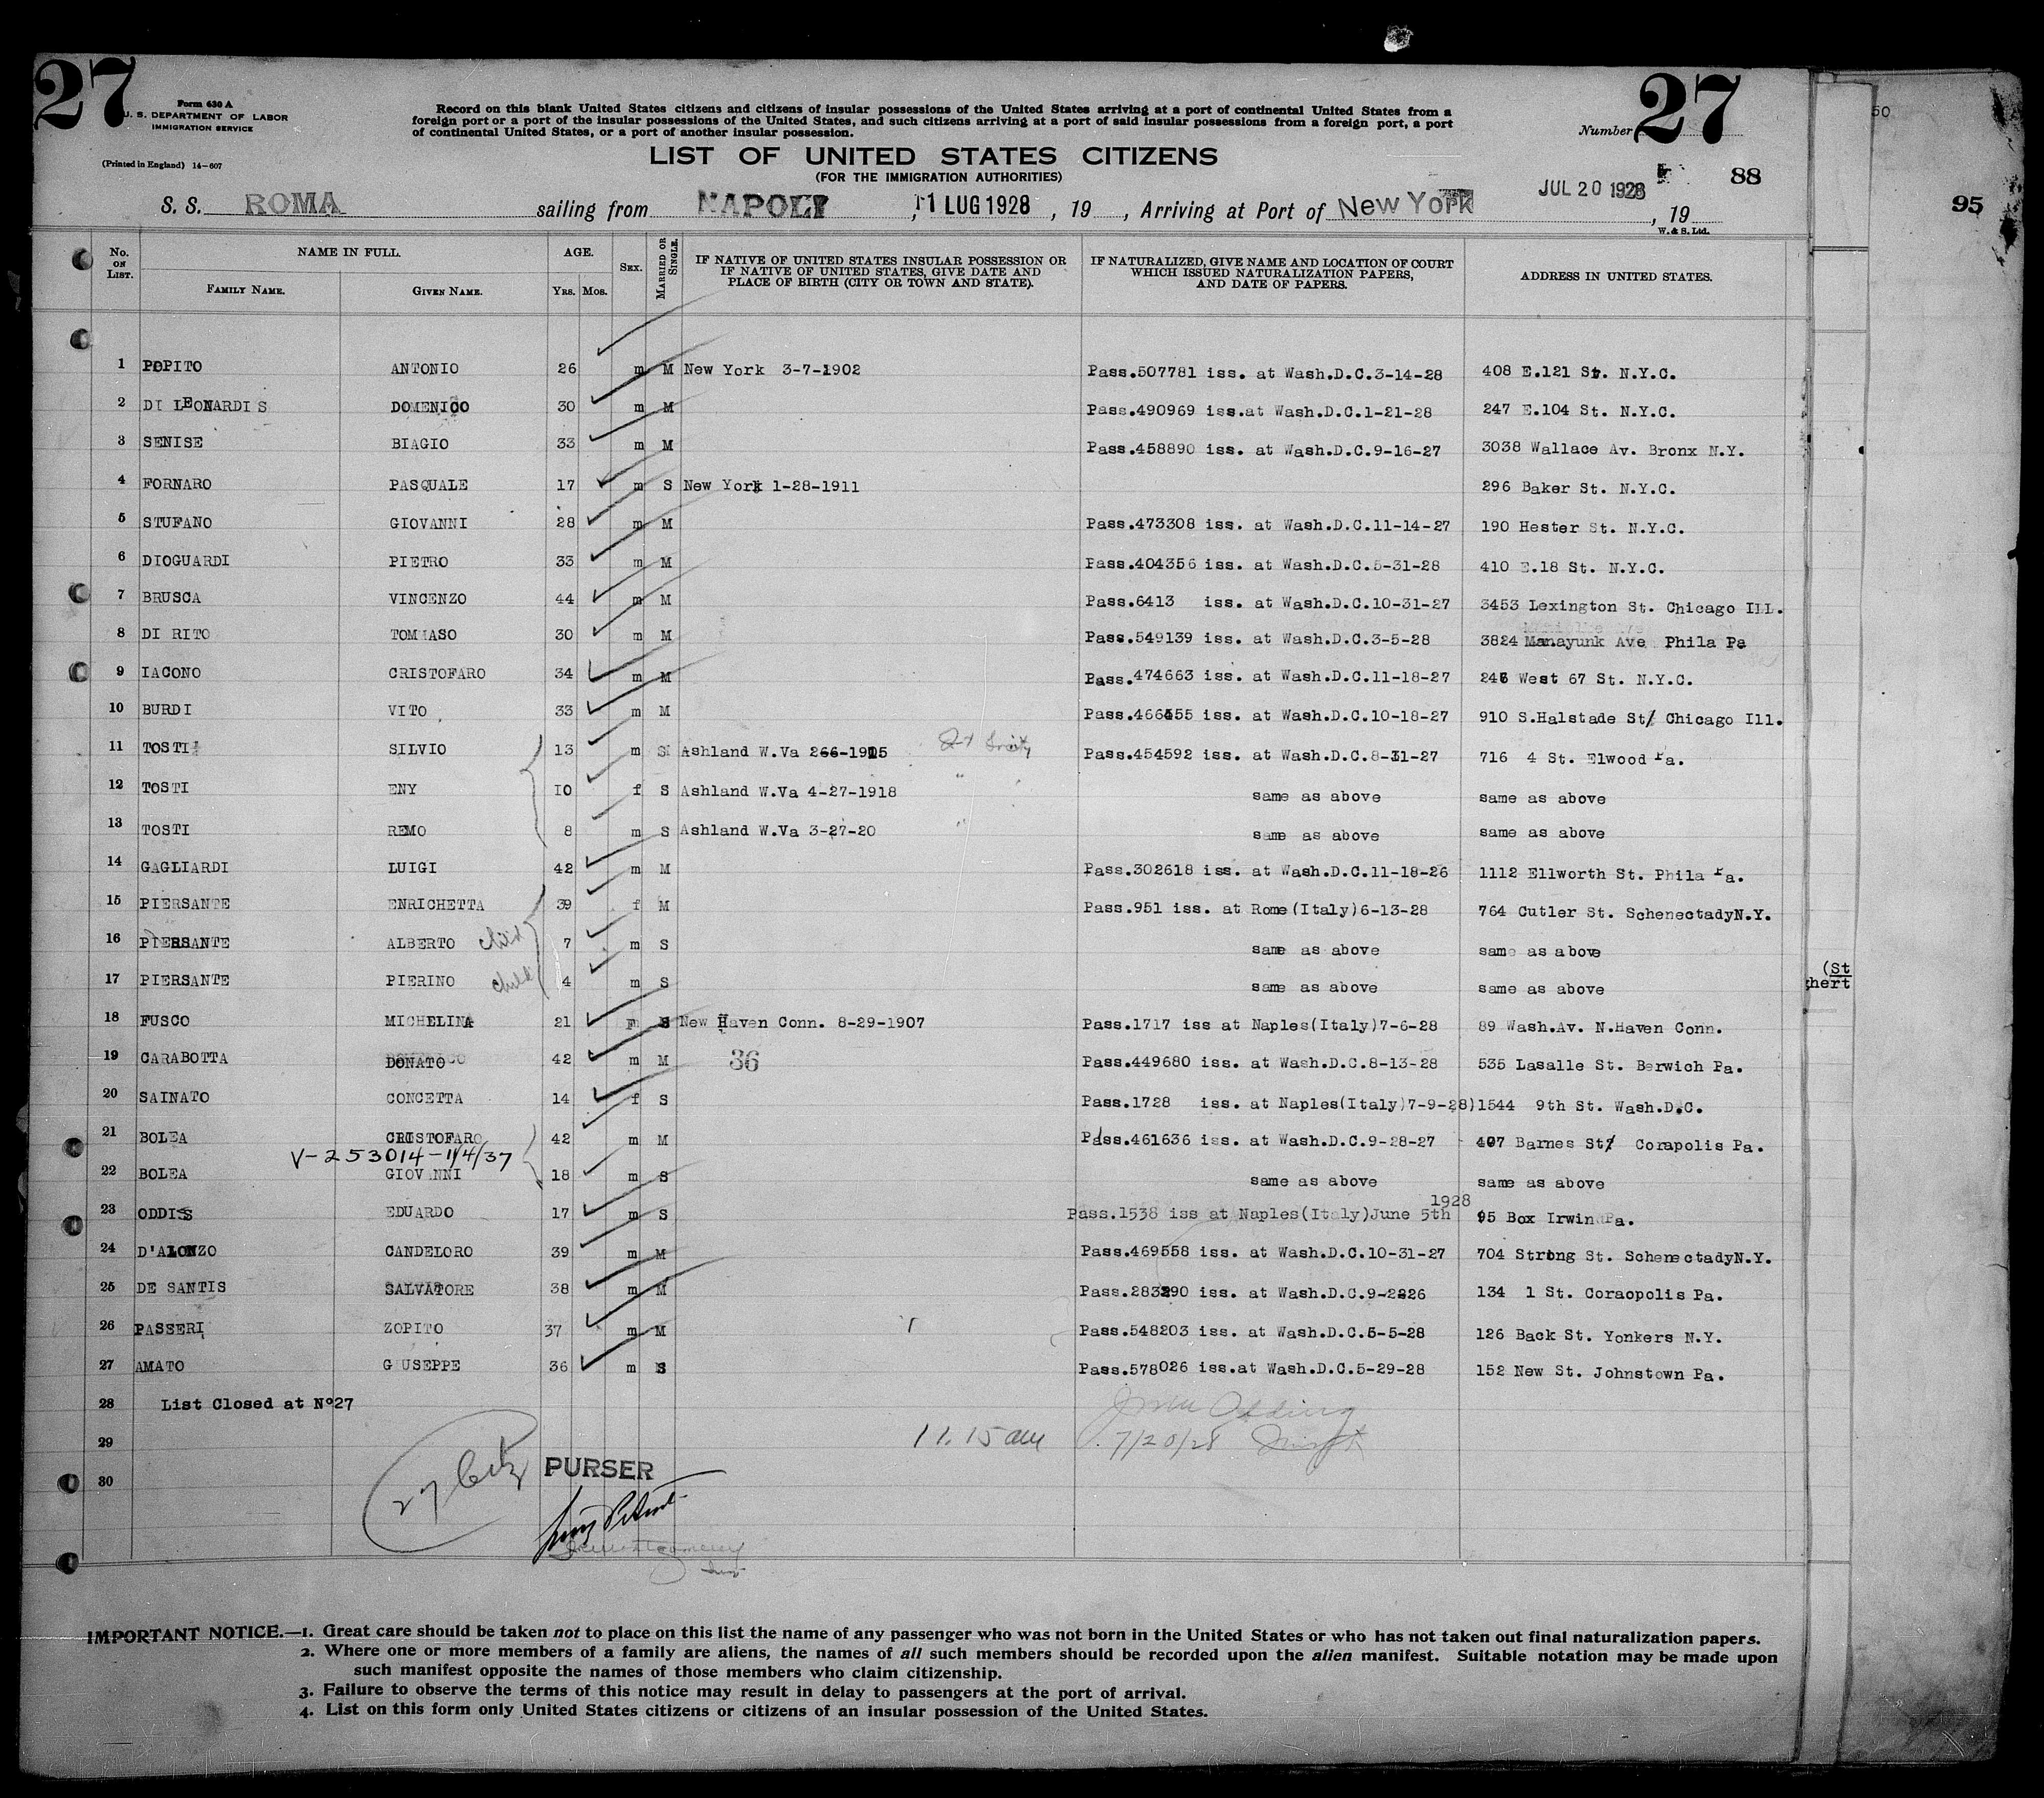 27
Form 630 A
U. S. DEPARTMENT OF LABOR
IMMIGRATION SERVICE
(Printed in England) 14-607
Record on this blank United States citizens and citizens of insular possessions of the United States arriving at a port of continental United States from a
foreign port or a port of the insular possessions of the United States, and such citizens arriving at a port of said insular possessions from a foreign port, a port
of continental United States, or a port of another insular possession.
Number 27
50
LIST OF UNITED STATES CITIZENS
(FOR THE IMMIGRATION AUTHORITIES)
88
95
S. S. ROMA sailing from NAPOLI, 11 LUG 1928, 19 , Arriving at Port of New York JUL 20 1928, 19
W. & S. Ltd.
No. ON LIST. NAME IN FULL. FAMILY NAME. GIVEN NAME. AGE. YRS. MOS. SEX. MARRIED OR SINGLE. IF NATIVE OF UNITED STATES INSULAR POSSESSION OR IF NATIVE OF UNITED STATES, GIVE DATE AND PLACE OF BIRTH (CITY OR TOWN AND STATE). IF NATURALIZED, GIVE NAME AND LOCATION OF COURT WHICH ISSUED NATURALIZATION PAPERS, AND DATE OF PAPERS. ADDRESS IN UNITED STATES.
1 POPITO ANTONIO 26 m M New York 3-7-1902 Pass.507781 iss. at Wash.D.C.3-14-28 408 E.121 St. N.Y.C.
2 DI LEONARDIS DOMENICO 30 m M Pass.490969 iss.at Wash.D.C.1-21-28 247 E.104 St. N.Y.C.
3 SENISE BIAGIO 33 m M Pass.458890 iss. at Wash.D.C.9-16-27 3038 Wallace Av. Bronx N.Y.
4 FORNARO PASQUALE 17 m S New York 1-28-1911 296 Baker St. N.Y.C.
5 STUFANO GIOVANNI 28 m M Pass.473308 iss. at Wash.D.C.11-14-27 190 Hester St. N.Y.C.
6 DIOGUARDI PIETRO 33 m M Pass.404356 iss. at Wash.D.C.5-31-28 410 E.18 St. N.Y.C.
7 BRUSCA VINCENZO 44 m M Pass.6413 iss. at Wash.D.C.10-31-27 3453 Lexington St. Chicago ILL.
8 DI RITO TOMMASO 30 m M Pass.549139 iss. at Wash.D.C.3-5-28 3824 Manayunk Ave Phila Pa
9 IACONO CRISTOFARO 34 m M Pass.474663 iss. at Wash.D.C.11-18-27 246 West 67 St. N.Y.C.
10 BURDI VITO 33 m M Pass.466455 iss. at Wash.D.C.10-18-27 910 S.Halstade St/ Chicago Ill.
11 TOSTI SILVIO 13 m S Ashland W.Va 266-1915 Pass.454592 iss. at Wash.D.C.8-31-27 716 4 St. Elwood Pa.
12 TOSTI ENY 10 f S Ashland W.Va 4-27-1918 " same as above same as above
13 TOSTI REMO 8 m S Ashland W.Va 3-27-20 " same as above same as above
14 GAGLIARDI LUIGI 42 m M Pass.302618 iss. at Wash.D.C.11-18-26 1112 Ellworth St. Phila Pa.
15 PIERSANTE ENRICHETTA 39 f M Pass.951 iss. at Rome(Italy)6-13-28 764 Cutler St. SchenectadyN.Y.
16 PIERSANTE ALBERTO child 7 m S same as above same as above
17 PIERSANTE PIERINO child 4 m S same as above same as above
(St
ghert
18 FUSCO MICHELINA 21 F S New Haven Conn. 8-29-1907 Pass.1717 iss at Naples(Italy)7-6-28 89 Wash.Av. N.Haven Conn.
19 CARABOTTA DONATO 42 m M 36 Pass.449680 iss. at Wash.D.C.8-13-28 535 Lasalle St. Berwich Pa.
20 SAINATO CONCETTA 14 f S Pass.1728 iss. at Naples(Italy)7-9-28) 1544 9th St. Wash.D.C.
21 BOLEA CRISTOFARO 42 m M Pass.461636 iss. at Wash.D.C.9-28-27 407 Barnes St/ Corapolis Pa.
V-253014-1/4/37
22 BOLEA GIOVANNI 18 m S same as above same as above
23 ODDIS EDUARDO 17 m S Pass.1538 iss at Naples(Italy)June 5th 1928 95 Box Irwin Pa.
24 D'ALONZO CANDELORO 39 m M Pass.469558 iss. at Wash.D.C.10-31-27 704 Strong St. SchenectadyN.Y.
25 DE SANTIS SALVATORE 38 m M Pass.283290 iss. at Wash.D.C.9-2826 134 1 St. Coraopolis Pa.
26 PASSERI ZOPITO 37 m M Pass.548203 iss. at Wash.D.C.5-5-28 126 Back St. Yonkers N.Y.
27 AMATO GIUSEPPE 36 m S Pass.578026 iss.at Wash.D.C.5-29-28 152 New St. Johnstown Pa.
28 List Closed at Nº27
29 11.15 am 7/20/28
30
27 PURSER
IMPORTANT NOTICE.—1. Great care should be taken not to place on this list the name of any passenger who was not born in the United States or who has not taken out final naturalization papers.
2. Where one or more members of a family are aliens, the names of all such members should be recorded upon the alien manifest. Suitable notation may be made upon
such manifest opposite the names of those members who claim citizenship.
3. Failure to observe the terms of this notice may result in delay to passengers at the port of arrival.
4. List on this form only United States citizens or citizens of an insular possession of the United States.